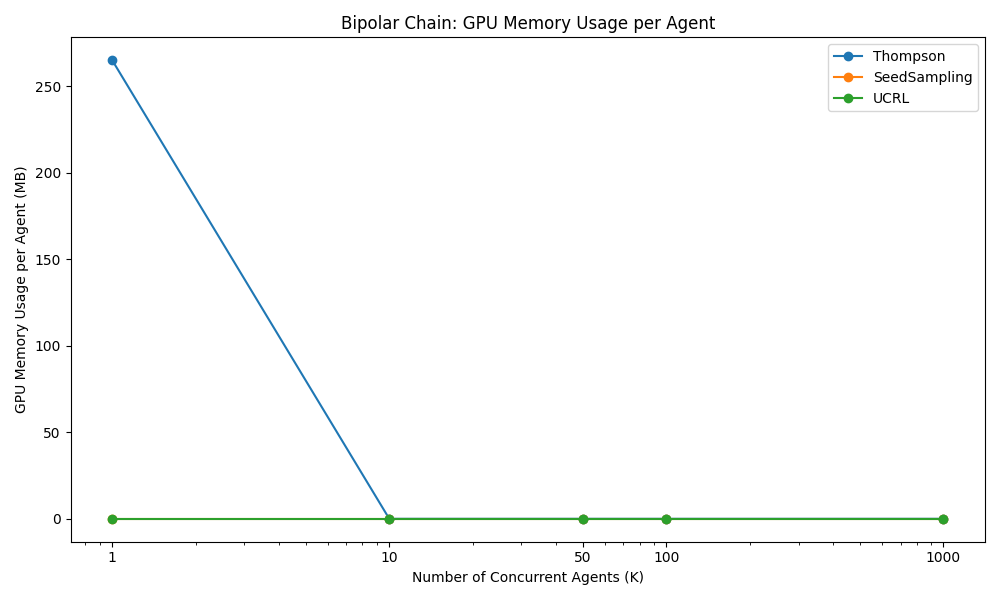 Bipolar Chain: GPU Memory Usage per Agent
Thompson
SeedSampling
UCRL
GPU Memory Usage per Agent (MB)
250
200
150
100
50
0
1
10
50
100
1000
Number of Concurrent Agents (K)